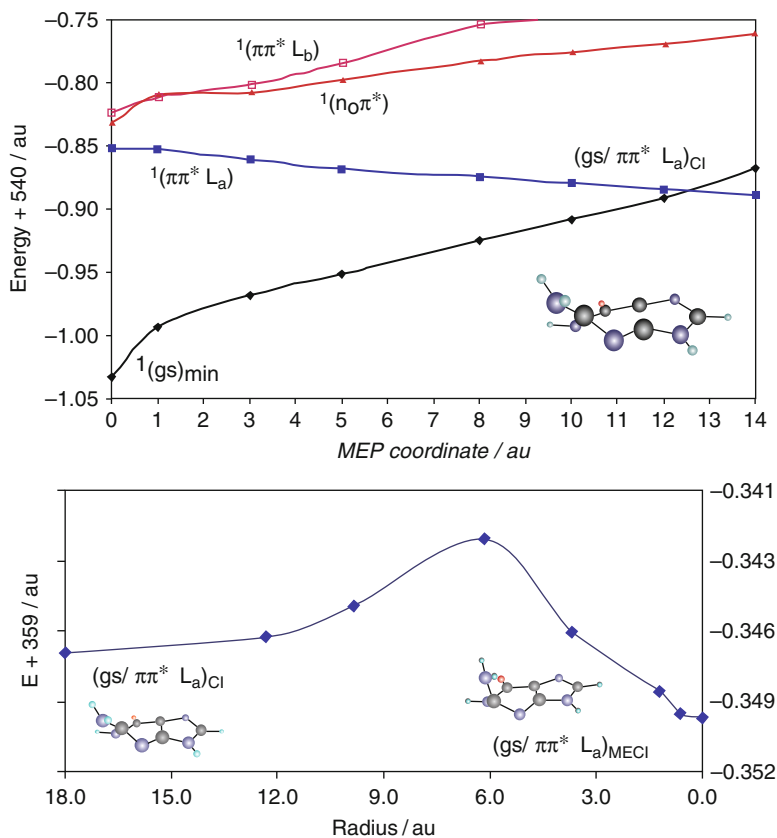 −0.75
−0.80
−0.85
−0.90
−0.95
−1.00
−1.05
Energy + 540 / au
¹(ππ* L_b)
¹(n_Oπ*)
¹(ππ* L_a)
(gs/ ππ* L_a)_CI
¹(gs)_min
0 1 2 3 4 5 6 7 8 9 10 11 12 13 14
MEP coordinate / au
E + 359 / au
−0.341
−0.343
−0.346
−0.349
−0.352
(gs/ ππ* L_a)_CI
(gs/ ππ* L_a)_MECI
18.0 12.0 9.0 6.0 3.0 0.0
Radius / au